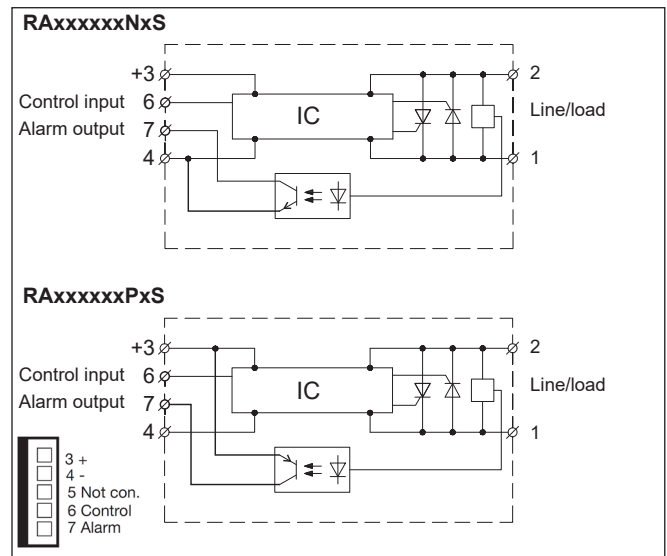 RAxxxxxxNxS
+3
2
Control input 6
IC
Line/load
Alarm output 7
4
1
RAxxxxxxPxS
+3
2
Control input 6
IC
Line/load
Alarm output 7
4
1
3 +
4 -
5 Not con.
6 Control
7 Alarm